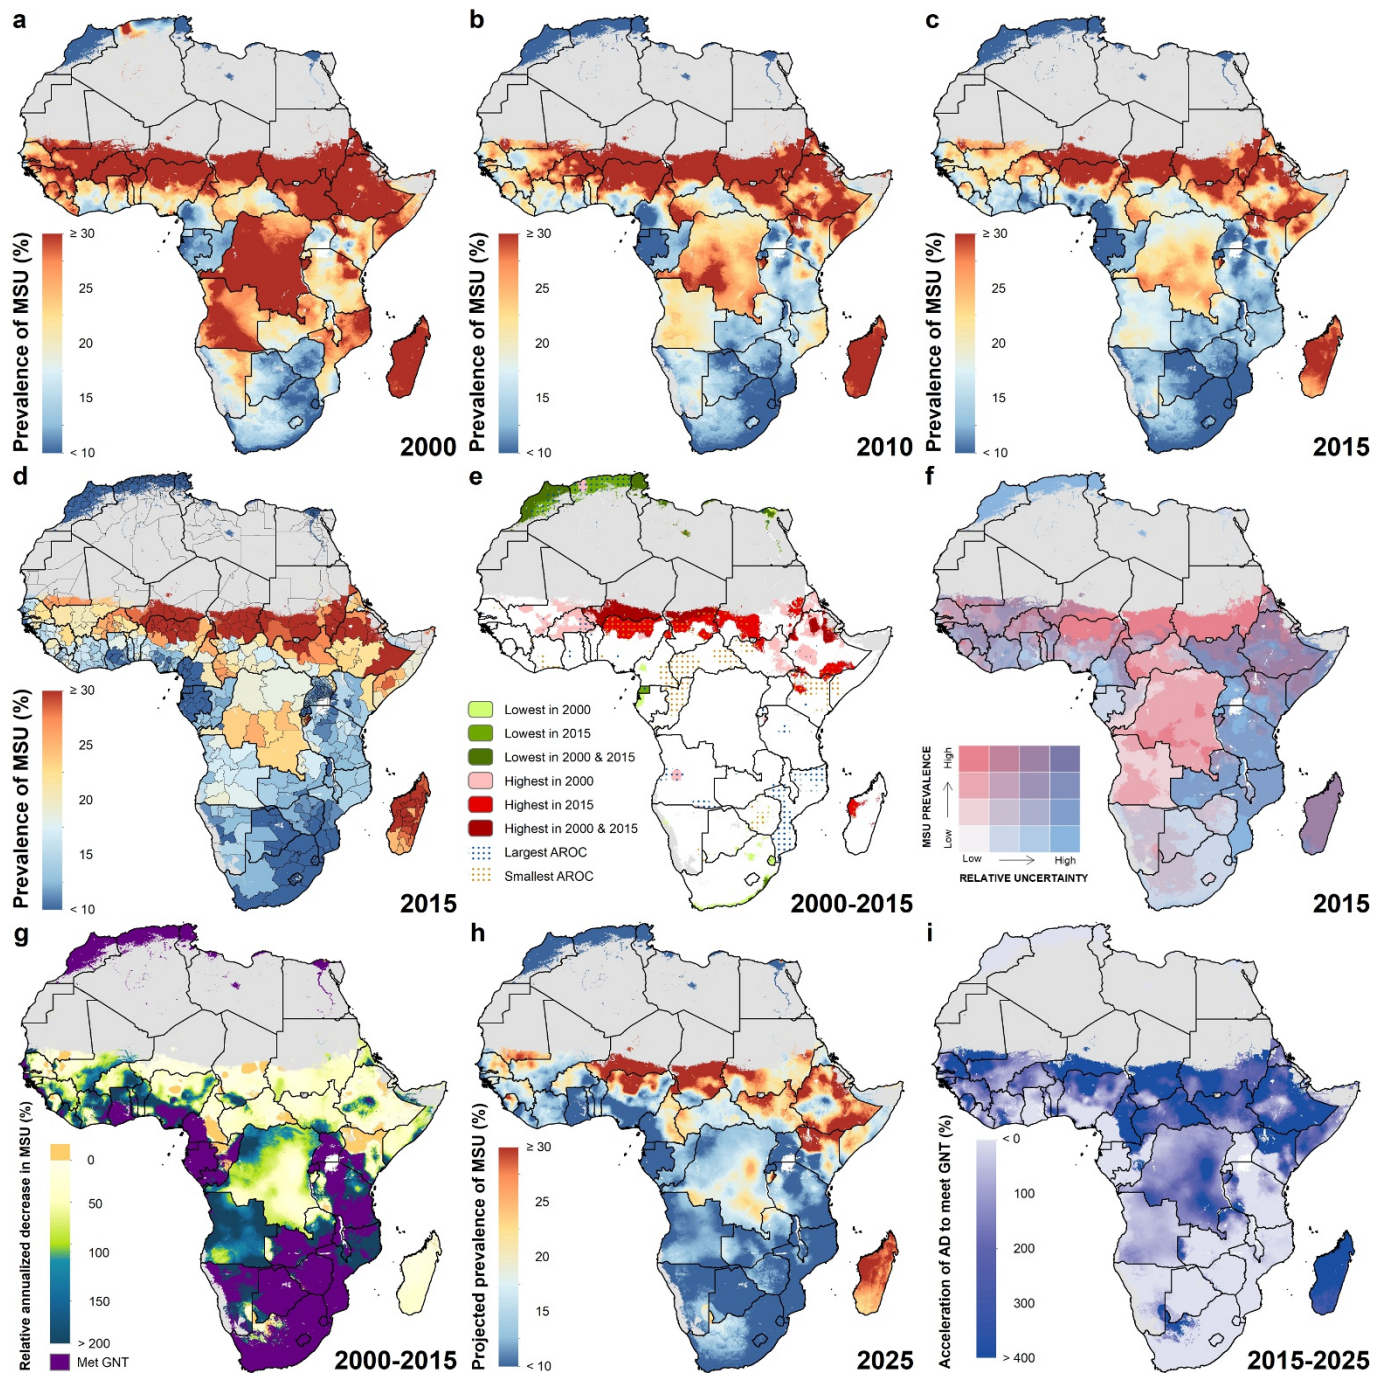 a
Prevalence of MSU (%)
≥ 30
25
20
15
< 10
2000
b
Prevalence of MSU (%)
≥ 30
25
20
15
< 10
2010
c
Prevalence of MSU (%)
≥ 30
25
20
15
< 10
2015
d
Prevalence of MSU (%)
≥ 30
25
20
15
< 10
2015
e
Lowest in 2000
Lowest in 2015
Lowest in 2000 & 2015
Highest in 2000
Highest in 2015
Highest in 2000 & 2015
Largest AROC
Smallest AROC
2000-2015
f
MSU PREVALENCE
High
Low
Low
High
RELATIVE UNCERTAINTY
2015
g
Relative annualized decrease in MSU (%)
0
50
100
150
> 200
Met GNT
2000-2015
h
Projected prevalence of MSU (%)
≥ 30
25
20
15
< 10
2025
i
Acceleration of AD to meet GNT (%)
< 0
100
200
300
> 400
2015-2025